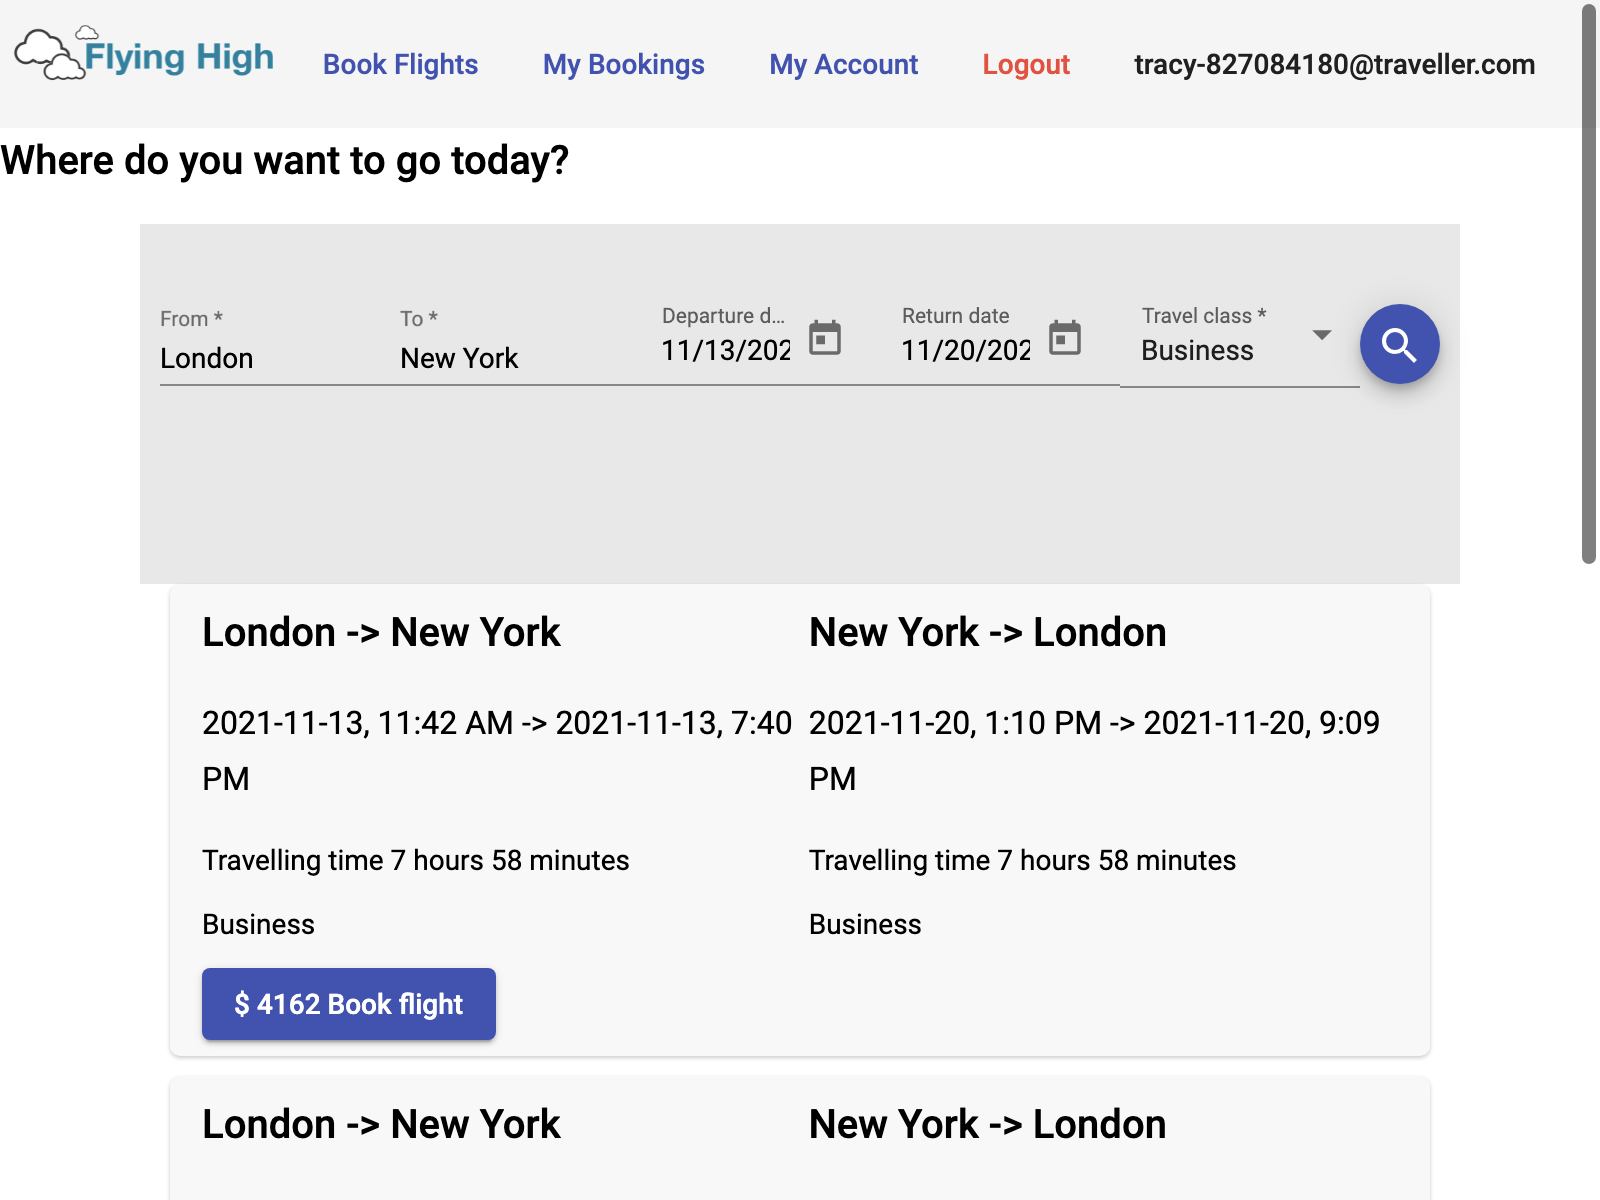 Flying High
Book Flights
My Bookings
My Account
Logout
tracy-827084180@traveller.com
Where do you want to go today?
From *
London
To *
New York
Departure d...
11/13/202
Return date
11/20/202
Travel class *
Business
London -> New York
2021-11-13, 11:42 AM -> 2021-11-13, 7:40
PM
Travelling time 7 hours 58 minutes
Business
$ 4162 Book flight
New York -> London
2021-11-20, 1:10 PM -> 2021-11-20, 9:09
PM
Travelling time 7 hours 58 minutes
Business
London -> New York
New York -> London